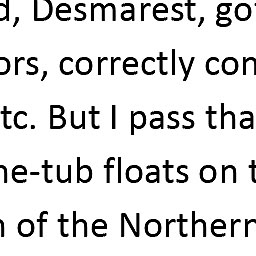 d, Desmarest, got
ors, correctly con
tc. But I pass tha
ne-tub floats on t
n of the Northern